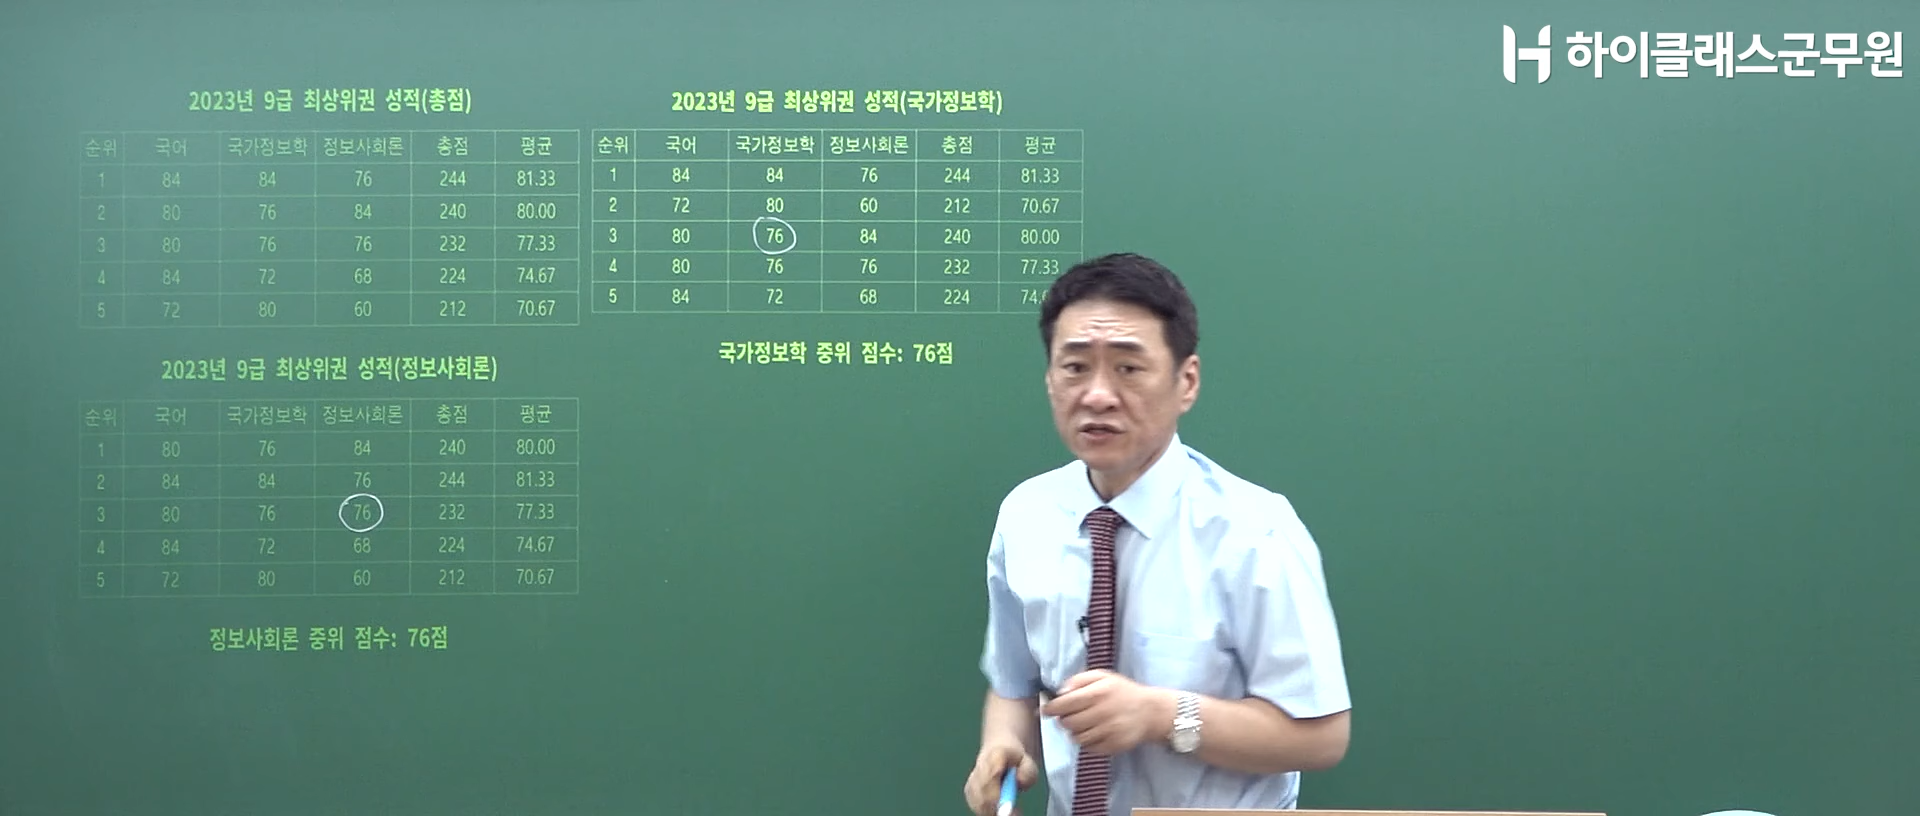 하이클래스군무원
2023년 9급 최상위권 성적(총점)
순위 국어 국가정보학 정보사회론 총점 평균
1 84 84 76 244 81.33
2 80 76 84 240 80.00
3 80 76 76 232 77.33
4 84 72 68 224 74.67
5 72 80 60 212 70.67
2023년 9급 최상위권 성적(국가정보학)
순위 국어 국가정보학 정보사회론 총점 평균
1 84 84 76 244 81.33
2 72 80 60 212 70.67
3 80 76 84 240 80.00
4 80 76 76 232 77.33
5 84 72 68 224
국가정보학 중위 점수: 76점
2023년 9급 최상위권 성적(정보사회론)
순위 국어 국가정보학 정보사회론 총점 평균
1 80 76 84 240 80.00
2 84 84 76 244 81.33
3 80 76 76 232 77.33
4 84 72 68 224 74.67
5 72 80 60 212 70.67
정보사회론 중위 점수: 76점